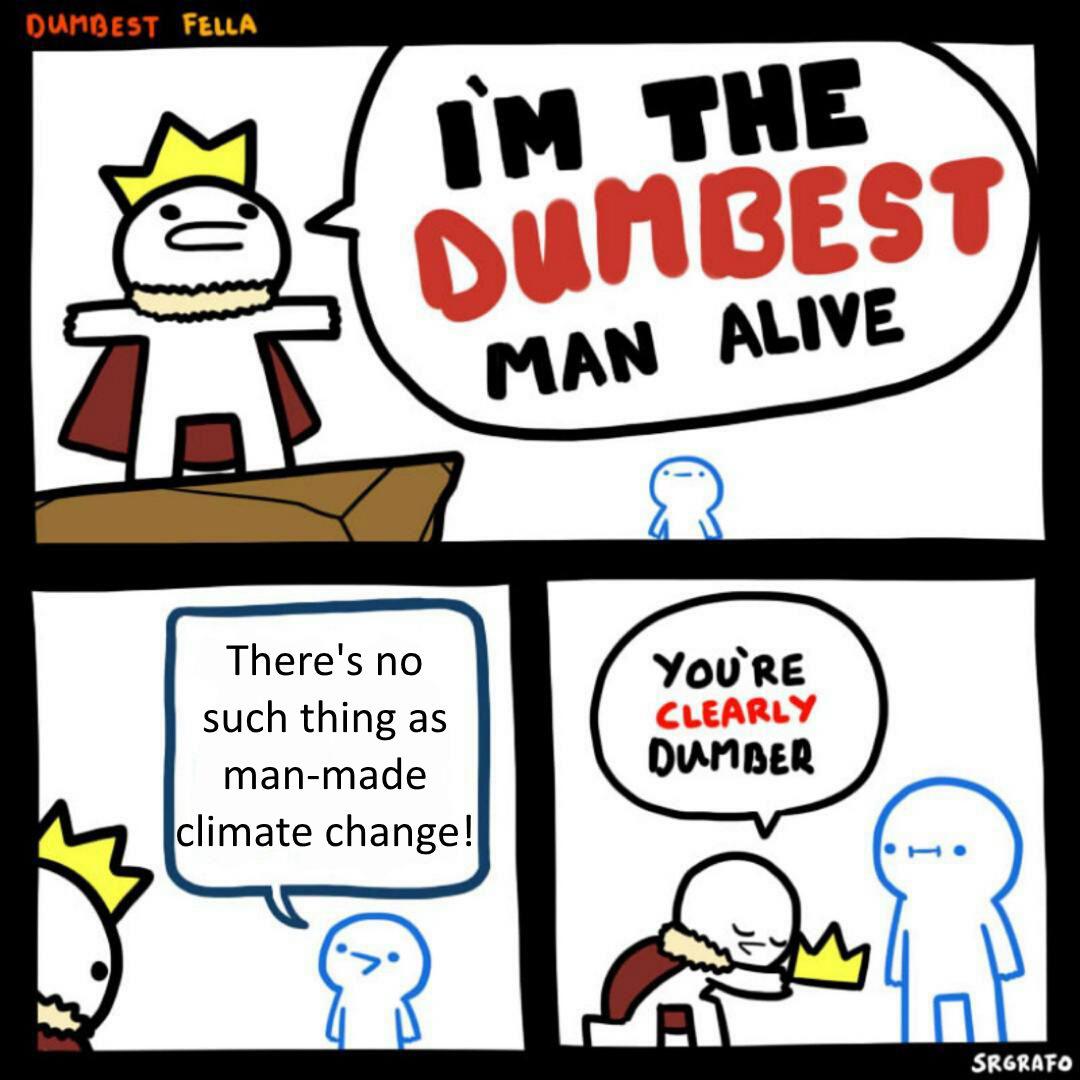 DUMBEST FELLA
I'M THE
DUMBEST
MAN ALIVE
There's no
such thing as
man-made
climate change!
YOU'RE
CLEARLY
DUMBER
SRGRAFO